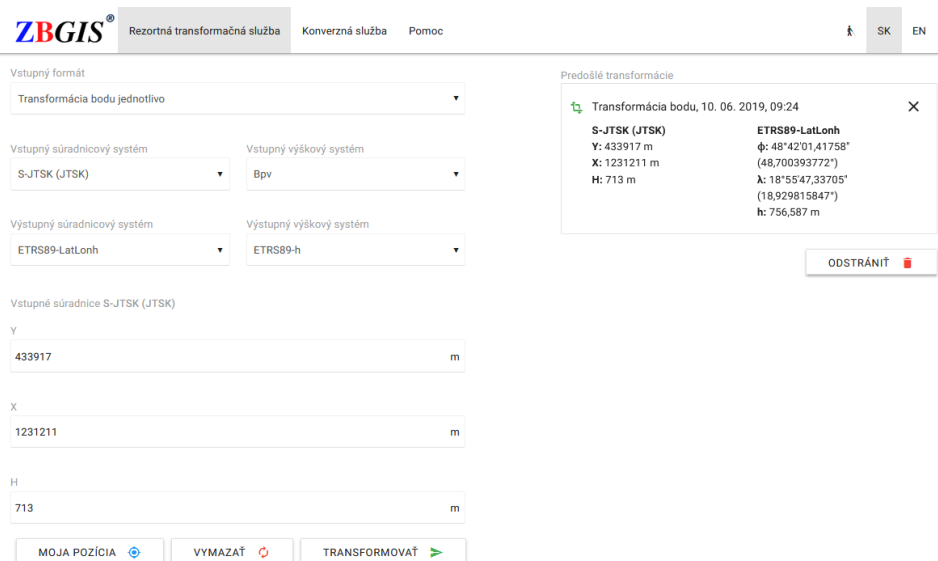 ZBGIS® Rezortná transformačná služba Konverzná služba Pomoc SK EN
Vstupný formát
Transformácia bodu jednotlivo
Vstupný súradnicový systém Vstupný výškový systém
S-JTSK (JTSK) Bpv
Výstupný súradnicový systém Výstupný výškový systém
ETRS89-LatLonh ETRS89-h
Vstupné súradnice S-JTSK (JTSK)
Y
433917 m
X
1231211 m
H
713 m
MOJA POZÍCIA VYMAZAŤ TRANSFORMOVAŤ
Predošlé transformácie
Transformácia bodu, 10. 06. 2019, 09:24
S-JTSK (JTSK)
Y: 433917 m
X: 1231211 m
H: 713 m
ETRS89-LatLonh
ϕ: 48°42'01,41758"
(48,700393772°)
λ: 18°55'47,33705"
(18,929815847°)
h: 756,587 m
ODSTRÁNIŤ